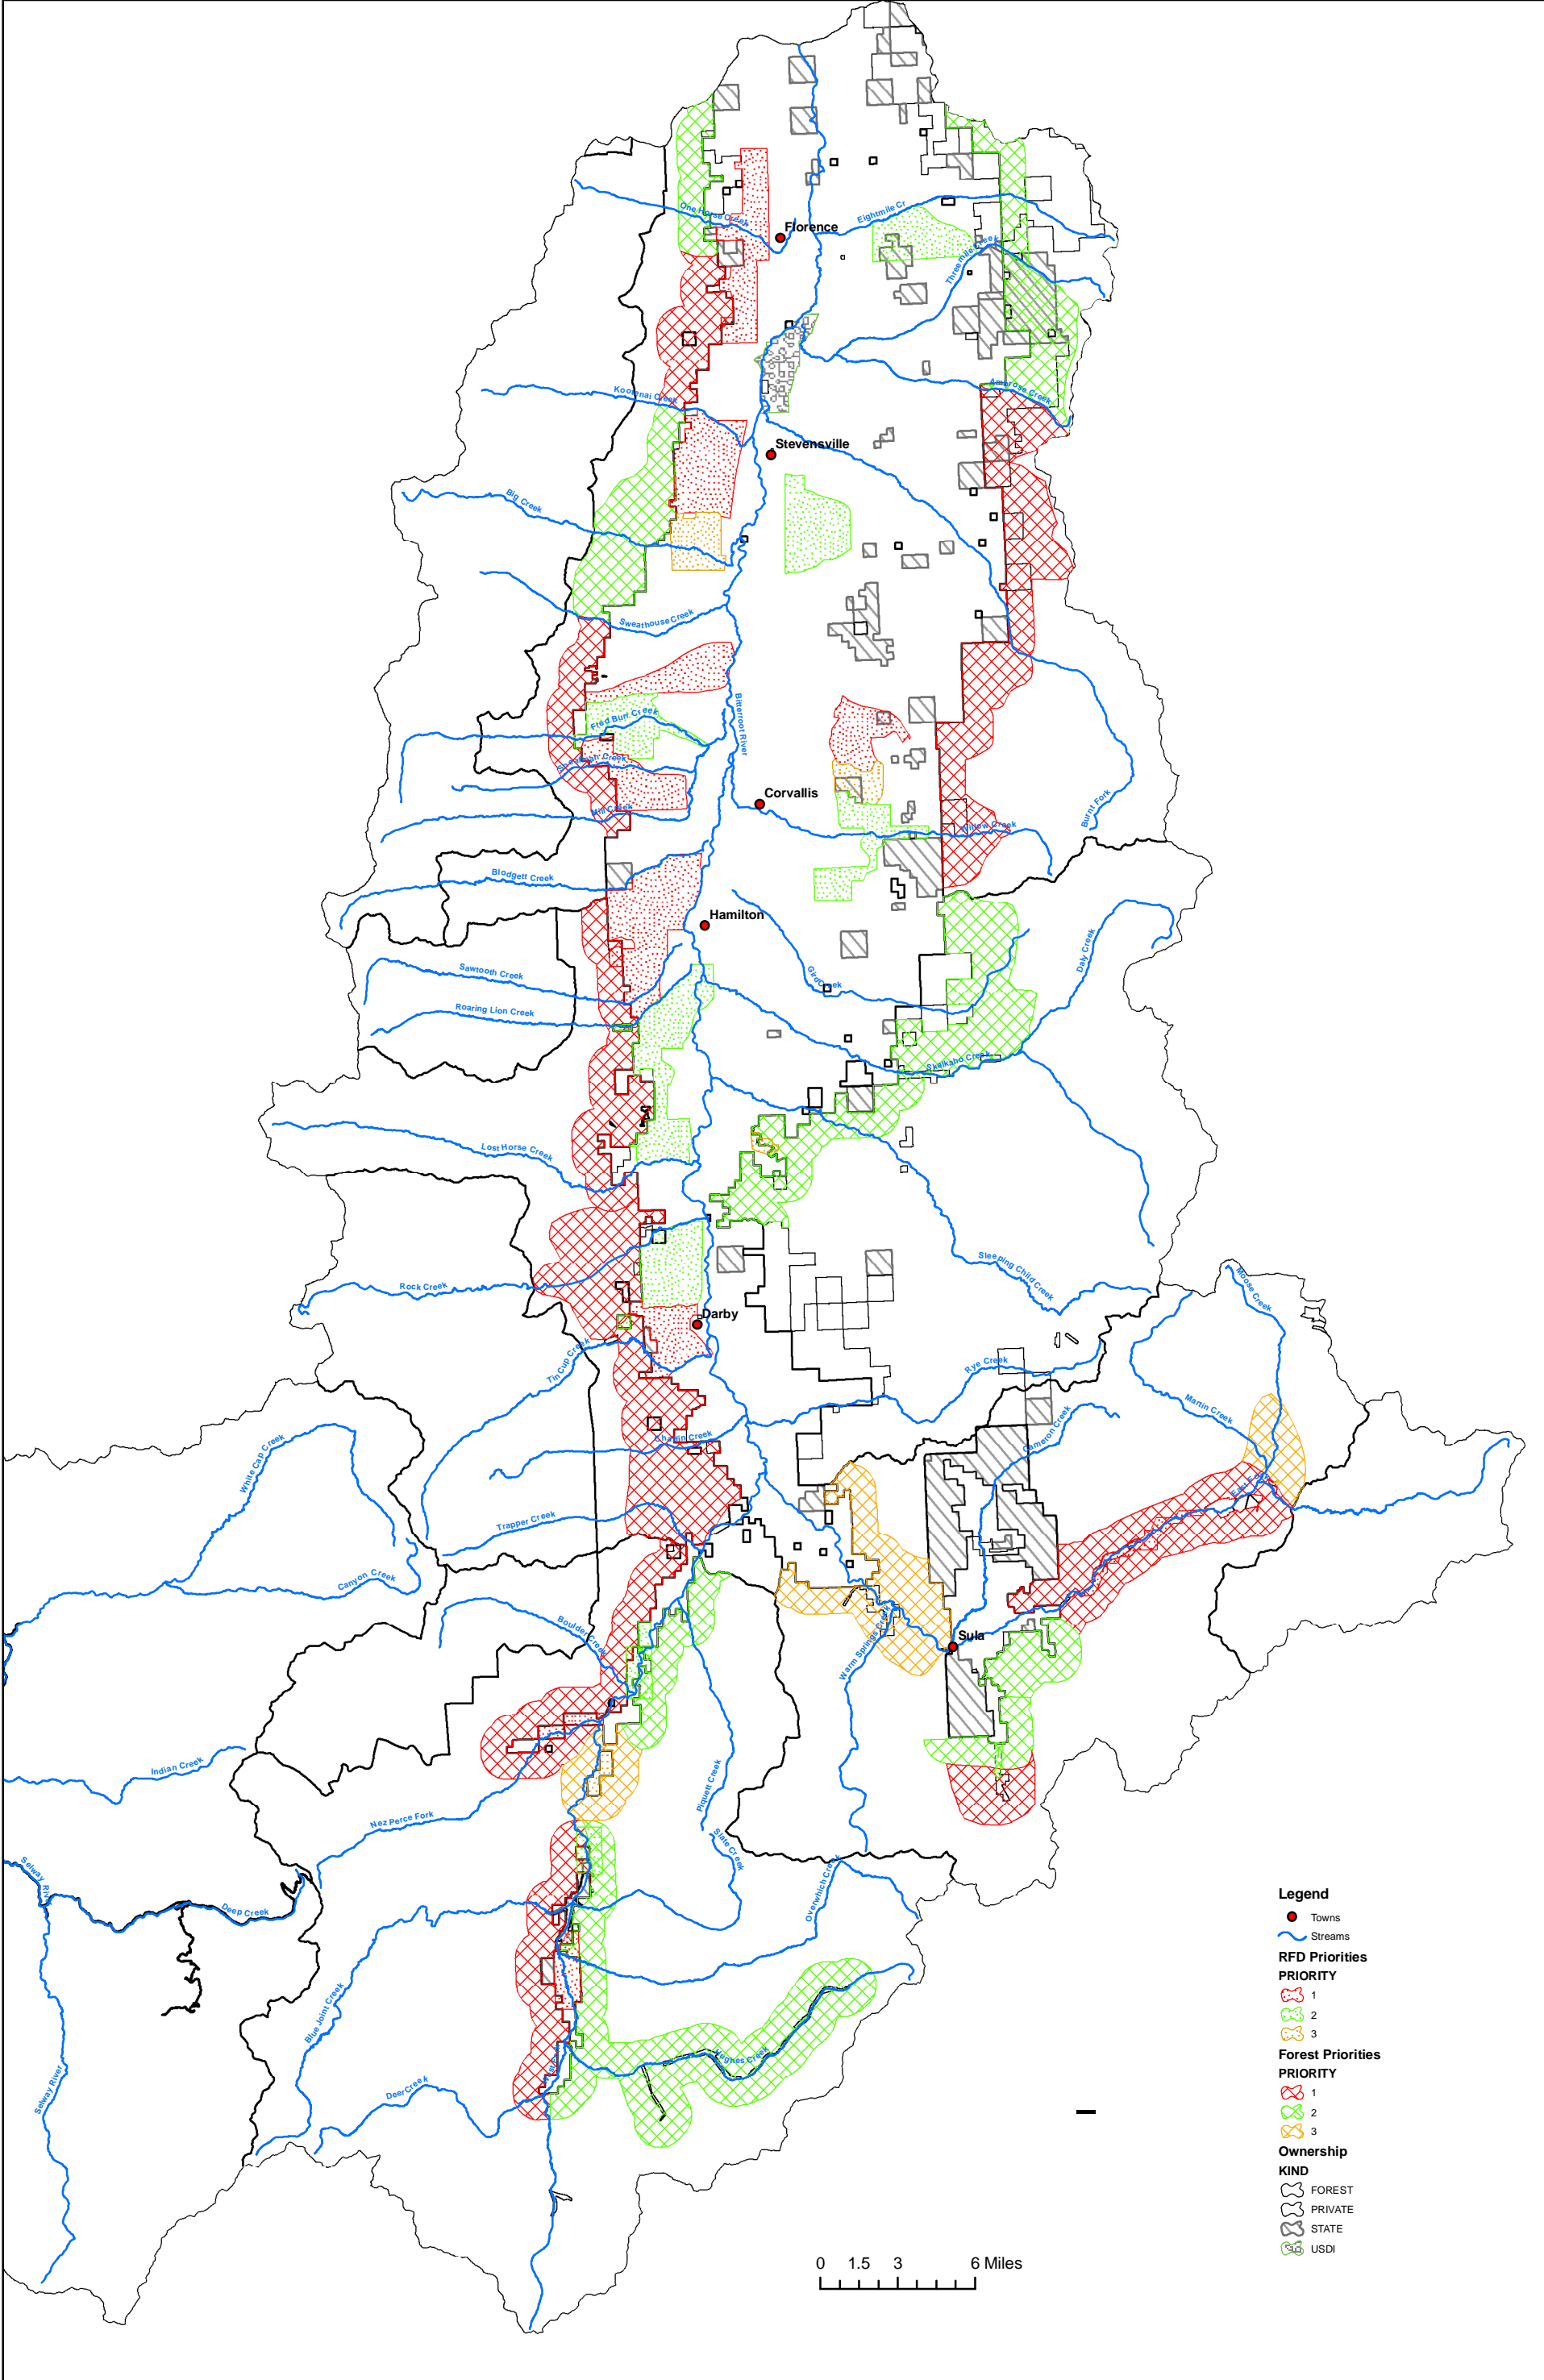 One Horse Creek
Eightmile Cr
Florence
Threemile Creek
Ambrose Creek
Kootenai Creek
Stevensville
Big Creek
Sweathouse Creek
Bitterroot River
Fred Burr Creek
Mill Creek
Corvallis
Willow Creek
Burnt Fork
Blodgett Creek
Hamilton
Sawtooth Creek
Daly Creek
Roaring Lion Creek
Skalkaho Creek
Lost Horse Creek
Sleeping Child Creek
Moose Creek
Rock Creek
Darby
Tin Cup Creek
Rye Creek
Martin Creek
Cameron Creek
Chaffin Creek
White Cap Creek
East Fork
Trapper Creek
Canyon Creek
Boulder Creek
Sula
Warm Springs Creek
Indian Creek
Piquett Creek
Nez Perce Fork
Slate Creek
Overwhich Creek
Deep Creek
Blue Joint Creek
Hughes Creek
Deer Creek
Selway River
Legend
Towns
Streams
RFD Priorities
PRIORITY
1
2
3
Forest Priorities
PRIORITY
1
2
3
Ownership
KIND
FOREST
PRIVATE
STATE
USDI
0 1.5 3 6 Miles